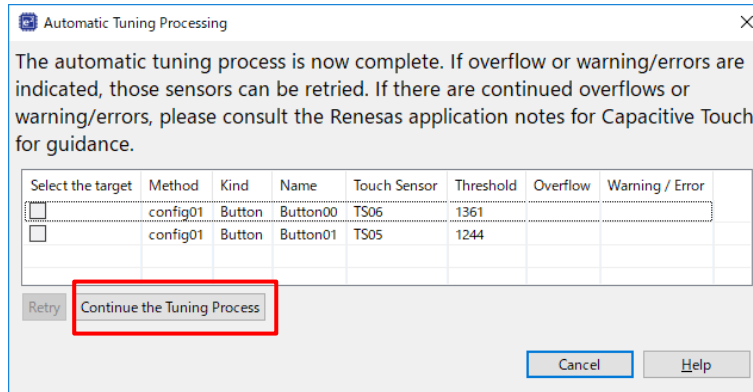 Automatic Tuning Processing
The automatic tuning process is now complete. If overflow or warning/errors are
indicated, those sensors can be retried. If there are continued overflows or
warning/errors, please consult the Renesas application notes for Capacitive Touch
for guidance.
Select the target Method Kind Name Touch Sensor Threshold Overflow Warning / Error
config01 Button Button00 TS06 1361
config01 Button Button01 TS05 1244
Retry Continue the Tuning Process
Cancel Help